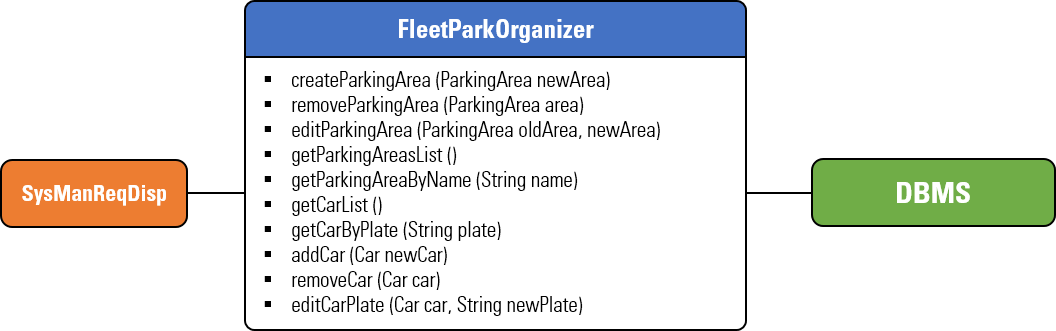 FleetParkOrganizer
▪ createParkingArea (ParkingArea newArea)
▪ removeParkingArea (ParkingArea area)
▪ editParkingArea (ParkingArea oldArea, newArea)
▪ getParkingAreasList ()
▪ getParkingAreaByName (String name)
▪ getCarList ()
▪ getCarByPlate (String plate)
▪ addCar (Car newCar)
▪ removeCar (Car car)
▪ editCarPlate (Car car, String newPlate)
SysManReqDisp
DBMS